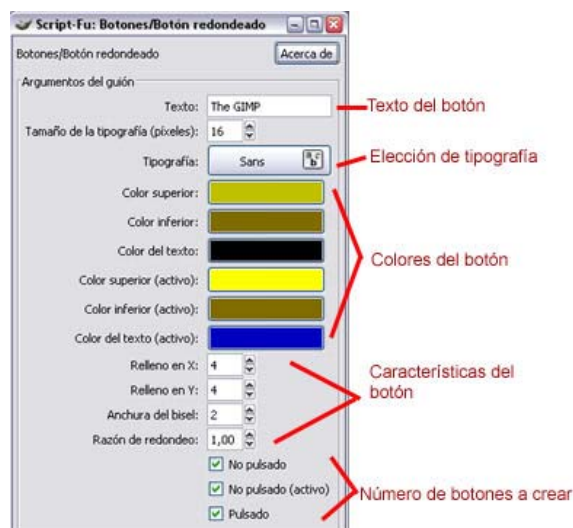 Script-Fu: Botones/Botón redondeado
Botones/Botón redondeado
Acerca de
Argumentos del guión
Texto: The GIMP
Texto del botón
Tamaño de la tipografía (píxeles): 16
Tipografía: Sans
Elección de tipografía
Color superior:
Color inferior:
Color del texto:
Colores del botón
Color superior (activo):
Color inferior (activo):
Color del texto (activo):
Relleno en X: 4
Características del
botón
Relleno en Y: 4
Anchura del bisel: 2
Razón de redondeo: 1,00
No pulsado
No pulsado (activo)
Número de botones a crear
Pulsado